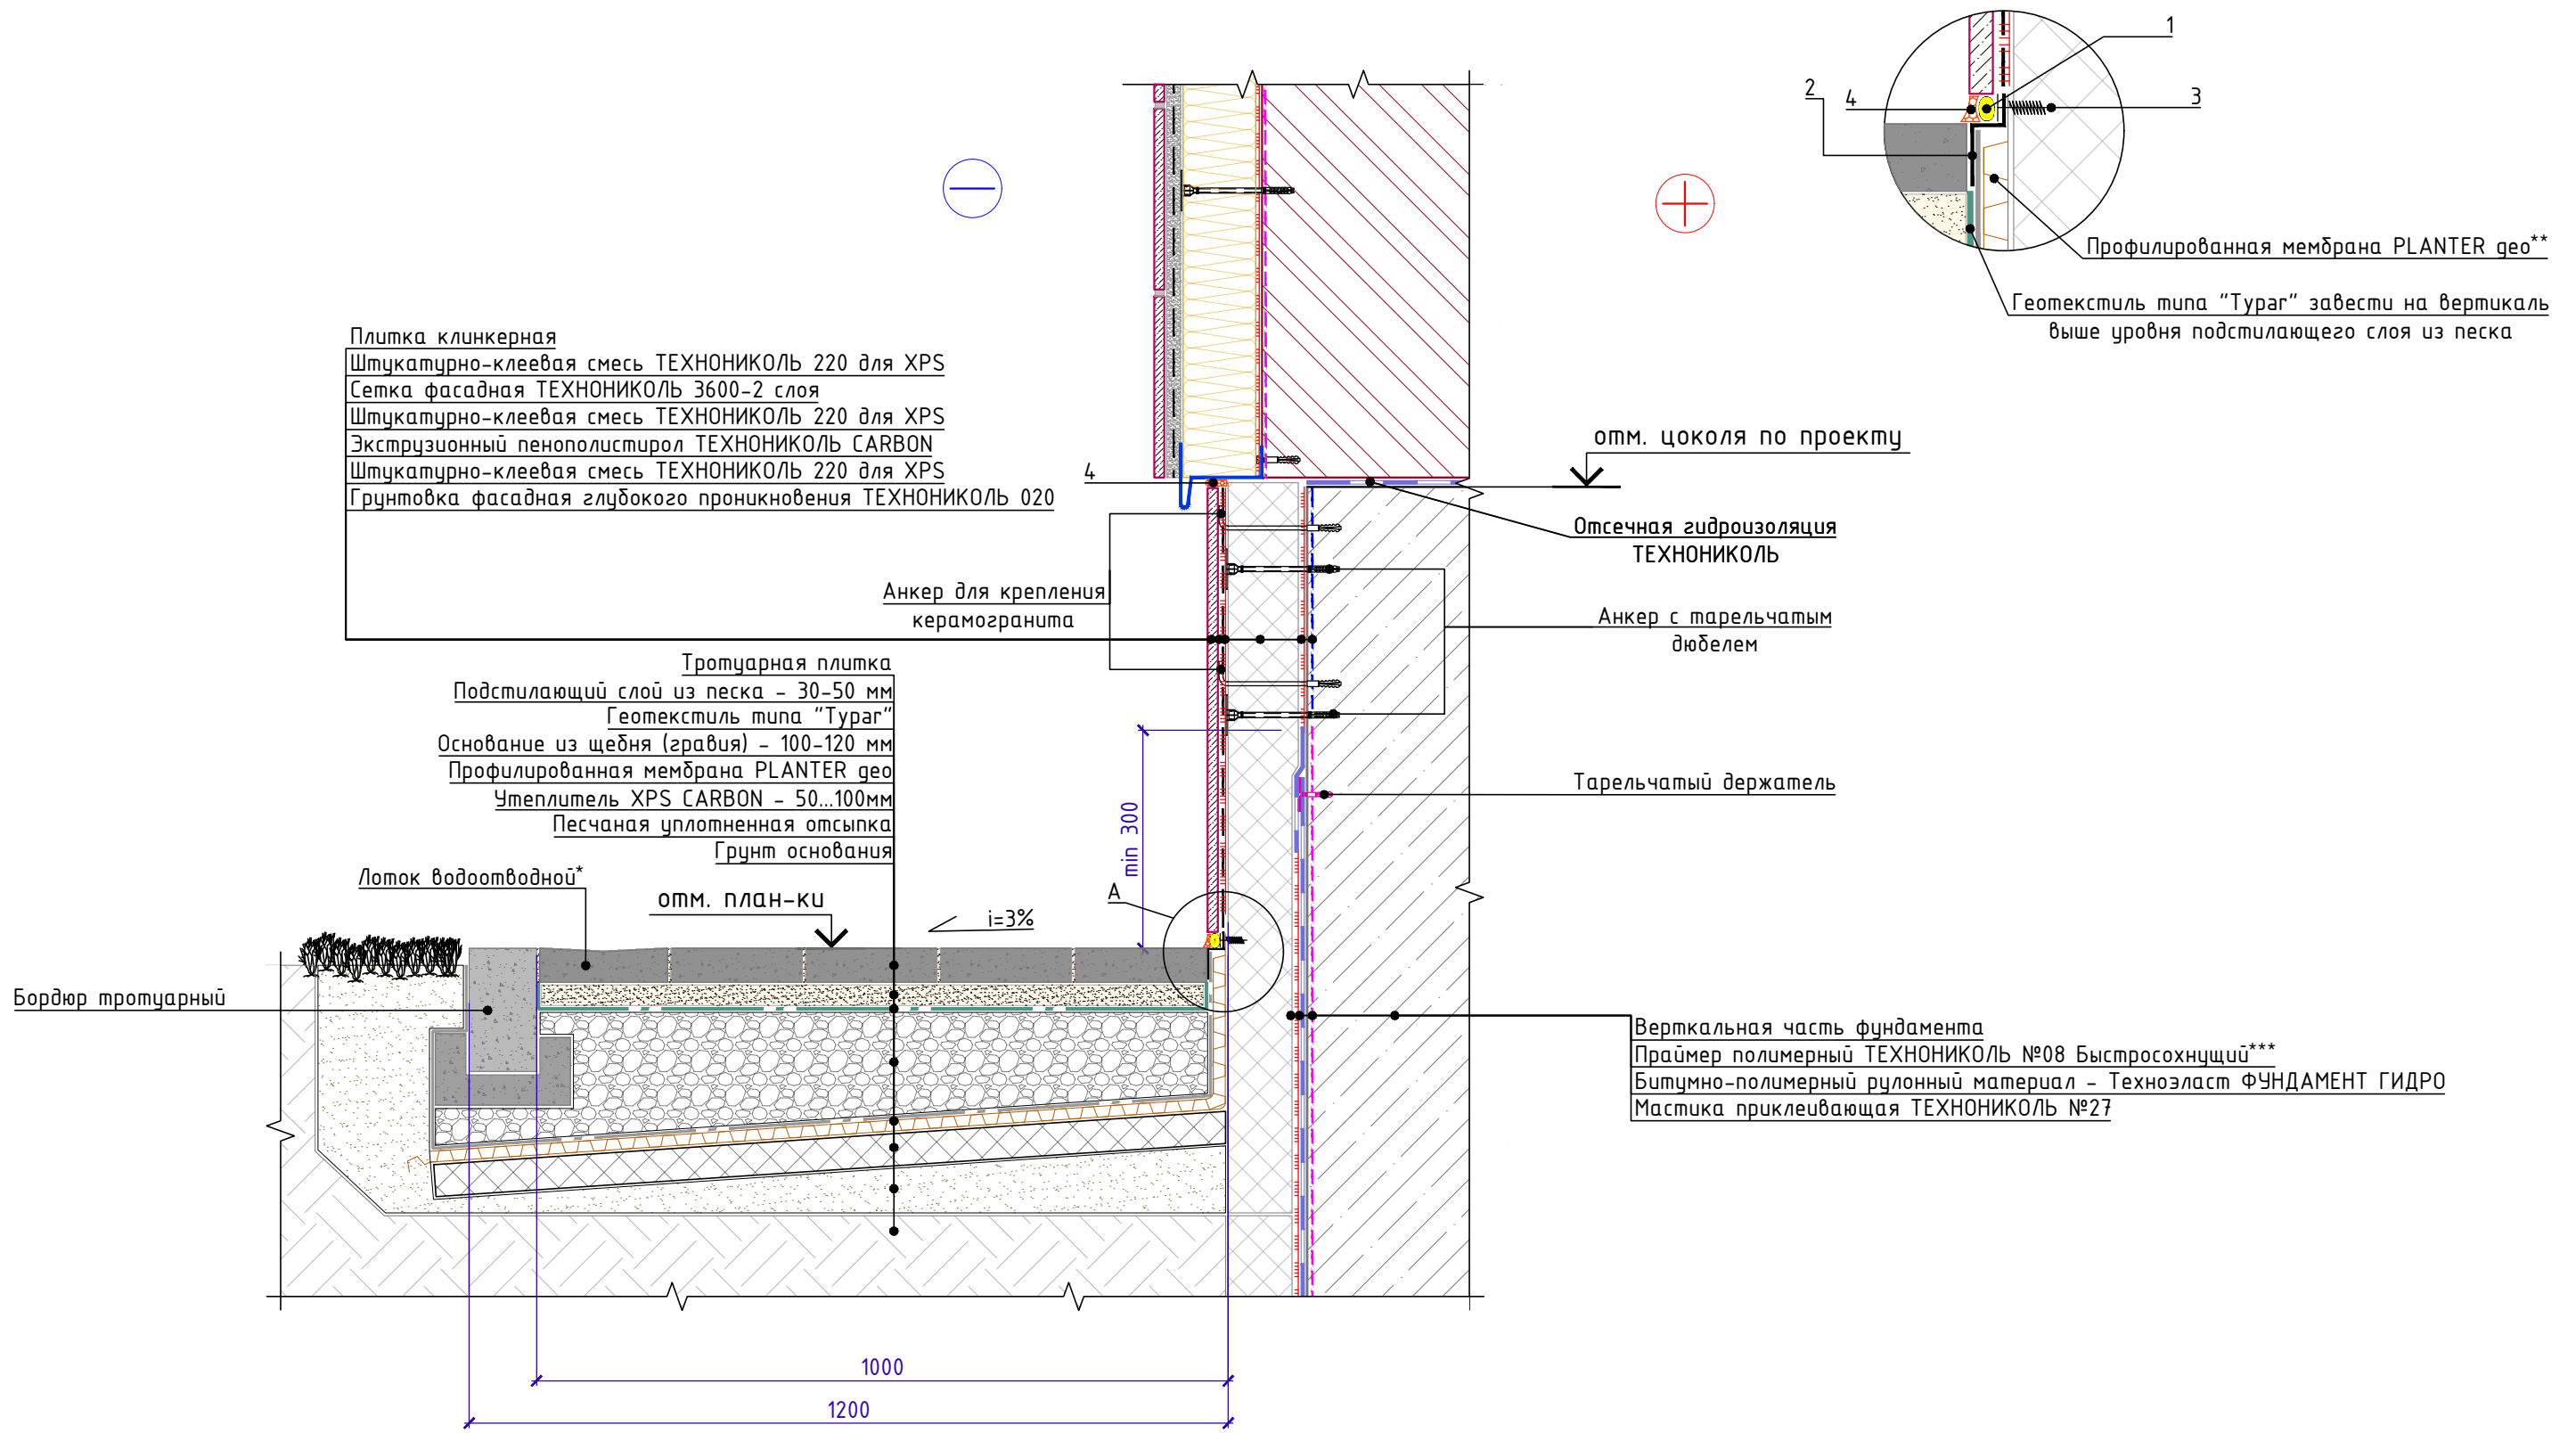 1
2
4
3
Профилированная мембрана PLANTER geo**
Геотекстиль типа "Typar" завести на вертикаль
выше уровня подстилающего слоя из песка
Плитка клинкерная
Штукатурно-клеевая смесь ТЕХНОНИКОЛЬ 220 для XPS
Сетка фасадная ТЕХНОНИКОЛЬ 3600-2 слоя
Штукатурно-клеевая смесь ТЕХНОНИКОЛЬ 220 для XPS
Экструзионный пенополистирол ТЕХНОНИКОЛЬ CARBON
Штукатурно-клеевая смесь ТЕХНОНИКОЛЬ 220 для XPS
Грунтовка фасадная глубокого проникновения ТЕХНОНИКОЛЬ 020
4
отм. цоколя по проекту
Отсечная гидроизоляция
ТЕХНОНИКОЛЬ
Анкер для крепления
керамогранита
Анкер с тарельчатым
дюбелем
Тротуарная плитка
Подстилающий слой из песка - 30-50 мм
Геотекстиль типа "Typar"
Основание из щебня (гравия) - 100-120 мм
Профилированная мембрана PLANTER geo
Утеплитель XPS CARBON - 50...100мм
Песчаная уплотненная отсыпка
Грунт основания
Тарельчатый держатель
min 300
Лоток водоотводной*
отм. план-ки
i=3%
А
Бордюр тротуарный
Верткальная часть фундамента
Праймер полимерный ТЕХНОНИКОЛЬ №08 Быстросохнущий***
Битумно-полимерный рулонный материал - Техноэласт ФУНДАМЕНТ ГИДРО
Мастика приклеивающая ТЕХНОНИКОЛЬ №27
1000
1200